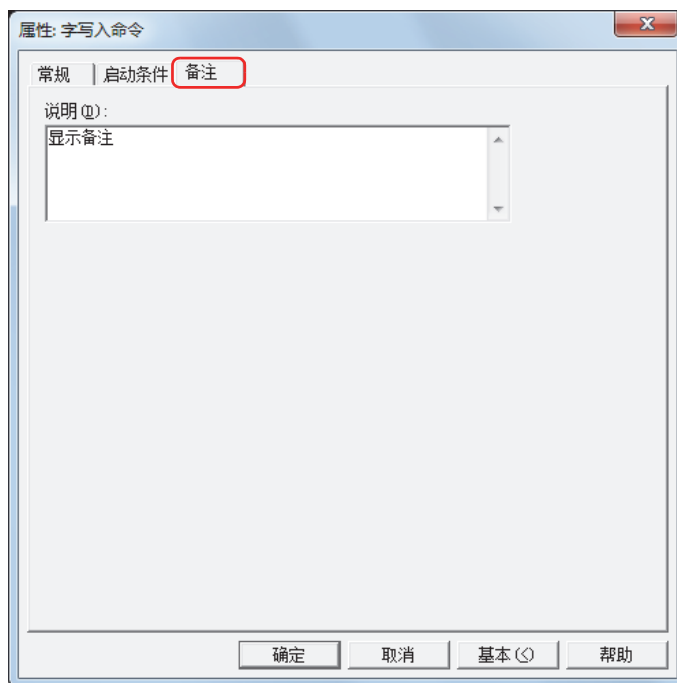 属性: 字写入命令
常规 启动条件 备注
说明(D):
显示备注
确定 取消 基本(<) 帮助